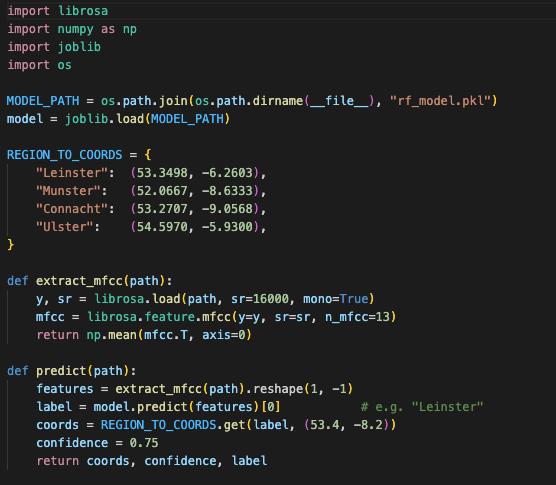 import librosa
import numpy as np
import joblib
import os

MODEL_PATH = os.path.join(os.path.dirname(__file__), "rf_model.pkl")
model = joblib.load(MODEL_PATH)

REGION_TO_COORDS = {
    "Leinster":  (53.3498, -6.2603),
    "Munster":   (52.0667, -8.6333),
    "Connacht":  (53.2707, -9.0568),
    "Ulster":    (54.5970, -5.9300),
}

def extract_mfcc(path):
    y, sr = librosa.load(path, sr=16000, mono=True)
    mfcc = librosa.feature.mfcc(y=y, sr=sr, n_mfcc=13)
    return np.mean(mfcc.T, axis=0)

def predict(path):
    features = extract_mfcc(path).reshape(1, -1)
    label = model.predict(features)[0]           # e.g. "Leinster"
    coords = REGION_TO_COORDS.get(label, (53.4, -8.2))
    confidence = 0.75
    return coords, confidence, label